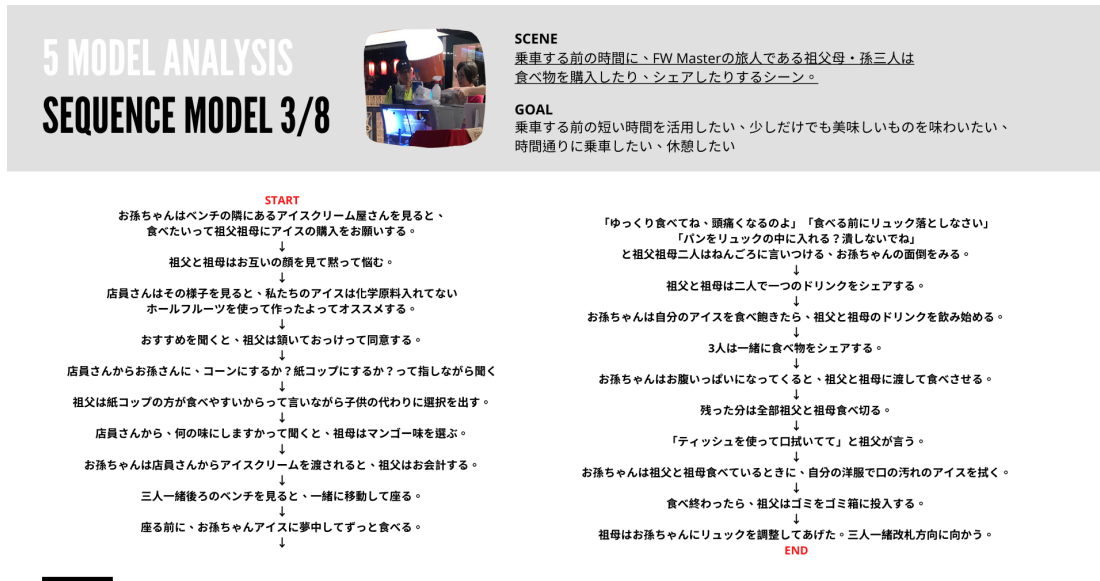 5 MODEL ANALYSIS
SEQUENCE MODEL 3/8
SCENE
乗車する前の時間に、FW Masterの旅人である祖父母・孫三人は
食べ物を購入したり、シェアしたりするシーン。
GOAL
乗車する前の短い時間を活用したい、少しだけでも美味しいものを味わいたい、
時間通りに乗車したい、休憩したい
START
お孫ちゃんはベンチの隣にあるアイスクリーム屋さんを見ると、
食べたいって祖父祖母にアイスの購入をお願いする。
↓
祖父と祖母はお互いの顔を見て黙って悩む。
↓
店員さんはその様子を見ると、私たちのアイスは化学原料入れてない
ホールフルーツを使って作ったよってオススメする。
↓
おすすめを聞くと、祖父は頷いておっけって同意する。
↓
店員さんからお孫さんに、コーンにするか？紙コップにするか？って指しながら聞く
↓
祖父は紙コップの方が食べやすいからって言いながら子供の代わりに選択を出す。
↓
店員さんから、何の味にしますかって聞くと、祖母はマンゴー味を選ぶ。
↓
お孫ちゃんは店員さんからアイスクリームを渡されると、祖父はお会計する。
↓
三人一緒後ろのベンチを見ると、一緒に移動して座る。
↓
座る前に、お孫ちゃんアイスに夢中してずっと食べる。
↓
「ゆっくり食べてね、頭痛くなるのよ」「食べる前にリュック落としなさい」
「パンをリュックの中に入れる？潰しないでね」
と祖父祖母二人はねんごろに言いつける、お孫ちゃんの面倒をみる。
↓
祖父と祖母は二人で一つのドリンクをシェアする。
↓
お孫ちゃんは自分のアイスを食べ飽きたら、祖父と祖母のドリンクを飲み始める。
↓
3人は一緒に食べ物をシェアする。
↓
お孫ちゃんはお腹いっぱいになってくると、祖父と祖母に渡して食べさせる。
↓
残った分は全部祖父と祖母食べ切る。
↓
「ティッシュを使って口拭いてて」と祖父が言う。
↓
お孫ちゃんは祖父と祖母食べているときに、自分の洋服で口の汚れのアイスを拭く。
↓
食べ終わったら、祖父はゴミをゴミ箱に投入する。
↓
祖母はお孫ちゃんにリュックを調整してあげた。三人一緒改札方向に向かう。
END